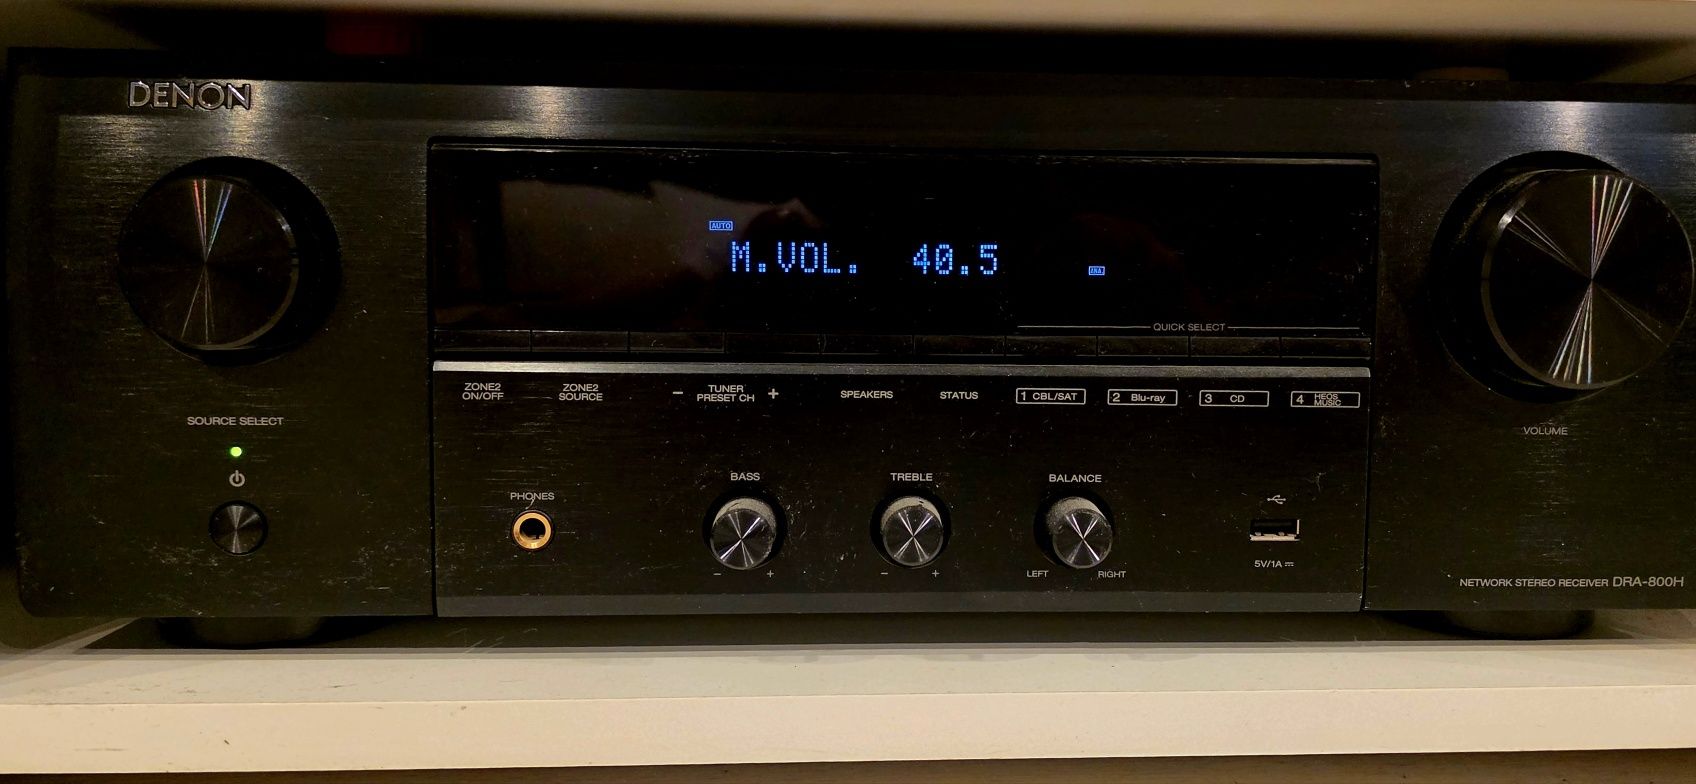 DENON
AUTO
M.VOL. 40.5
ANA
QUICK SELECT
ZONE2
ON/OFF
ZONE2
SOURCE
− TUNER +
PRESET CH
SPEAKERS
STATUS
1 CBL/SAT
2 Blu-ray
3 CD
4 HEOS
MUSIC
SOURCE SELECT
VOLUME
PHONES
BASS
− +
TREBLE
− +
BALANCE
LEFT RIGHT
5V/1A
NETWORK STEREO RECEIVER DRA-800H